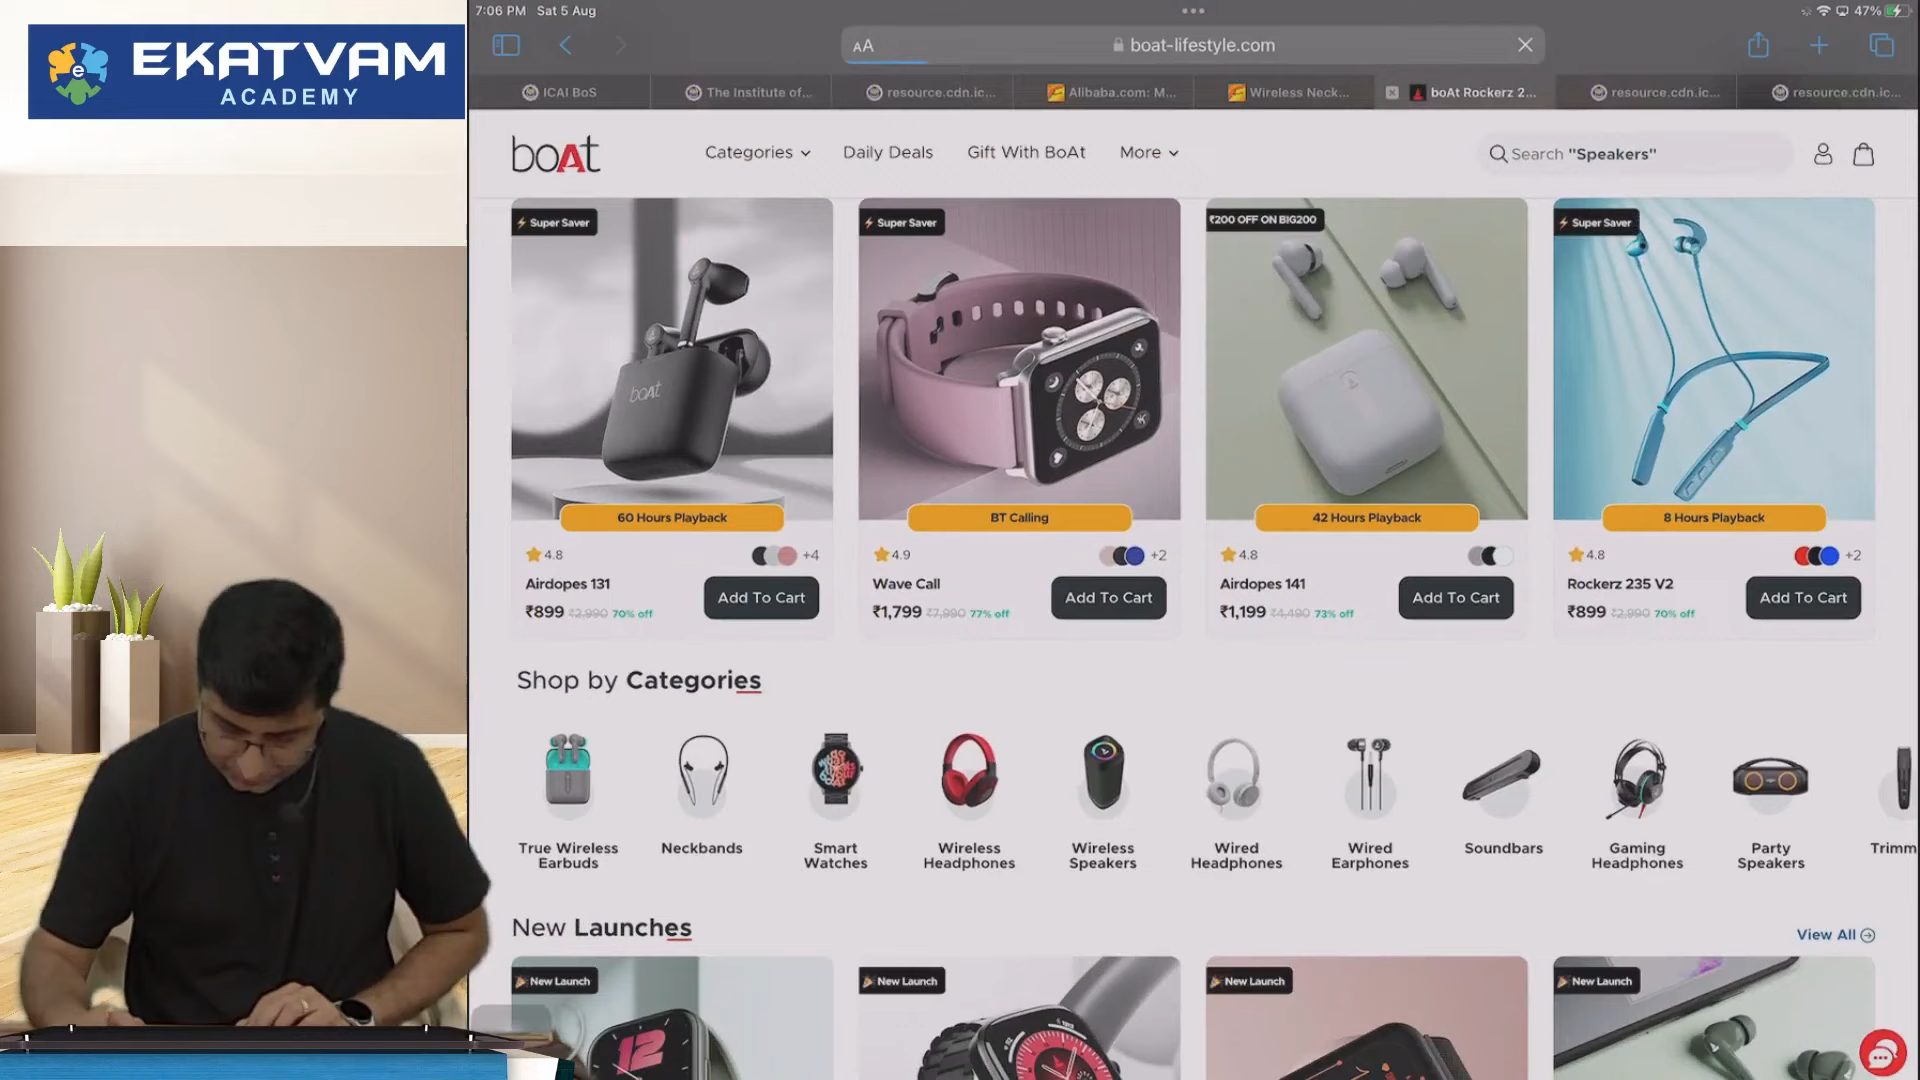 EKATVAM
ACADEMY
7:06 PM Sat 5 Aug
47%
AA
boat-lifestyle.com
ICAI BoS
The Institute of...
resource.cdn.ic...
Alibaba.com: M...
Wireless Neck...
boAt Rockerz 2...
resource.cdn.ic...
resource.cdn.ic...
boAt
Categories
Daily Deals
Gift With BoAt
More
Search "Speakers"
Super Saver
Super Saver
₹200 OFF ON BIG200
Super Saver
boAt
60 Hours Playback
BT Calling
42 Hours Playback
8 Hours Playback
4.8
+4
4.9
+2
4.8
4.8
+2
Airdopes 131
₹899 ₹2,990 70% off
Add To Cart
Wave Call
₹1,799 ₹7,990 77% off
Add To Cart
Airdopes 141
₹1,199 ₹4,490 73% off
Add To Cart
Rockerz 235 V2
₹899 ₹2,990 70% off
Add To Cart
Shop by Categories
True Wireless
Earbuds
Neckbands
Smart
Watches
Wireless
Headphones
Wireless
Speakers
Wired
Headphones
Wired
Earphones
Soundbars
Gaming
Headphones
Party
Speakers
Trimm
New Launches
View All
New Launch
New Launch
New Launch
New Launch
12